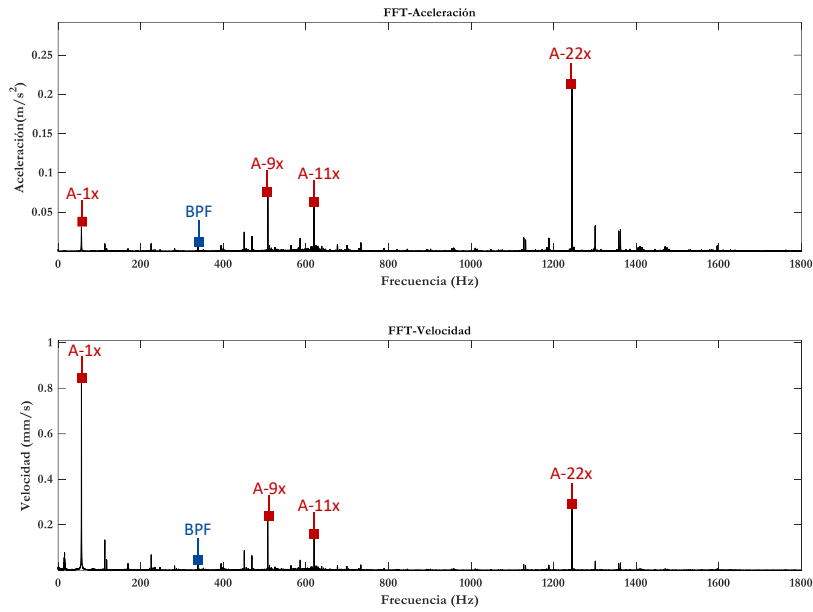 FFT-Aceleración
Aceleración(m/s²)
0.25
0.2
0.15
0.1
0.05
A-1x
BPF
A-9x
A-11x
A-22x
0 200 400 600 800 1000 1200 1400 1600 1800
Frecuencia (Hz)
FFT-Velocidad
Velocidad (mm/s)
1
0.8
0.6
0.4
0.2
A-1x
BPF
A-9x
A-11x
A-22x
0 200 400 600 800 1000 1200 1400 1600 1800
Frecuencia (Hz)